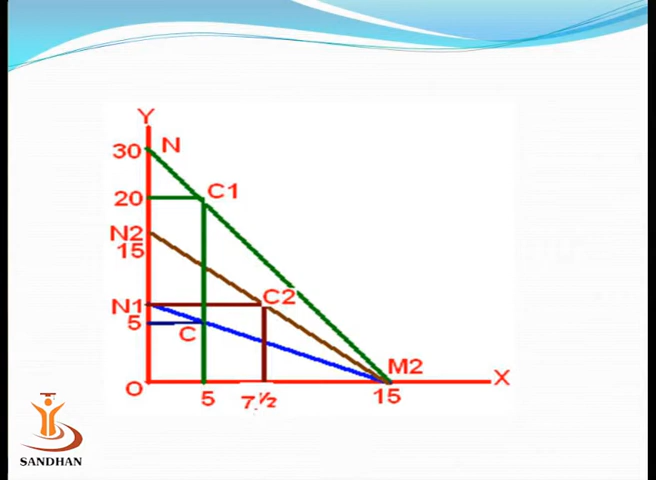 Y
30 N
20 C1
N2
15
N1 C2
5 C
M2
O X
5 7½ 15
SANDHAN